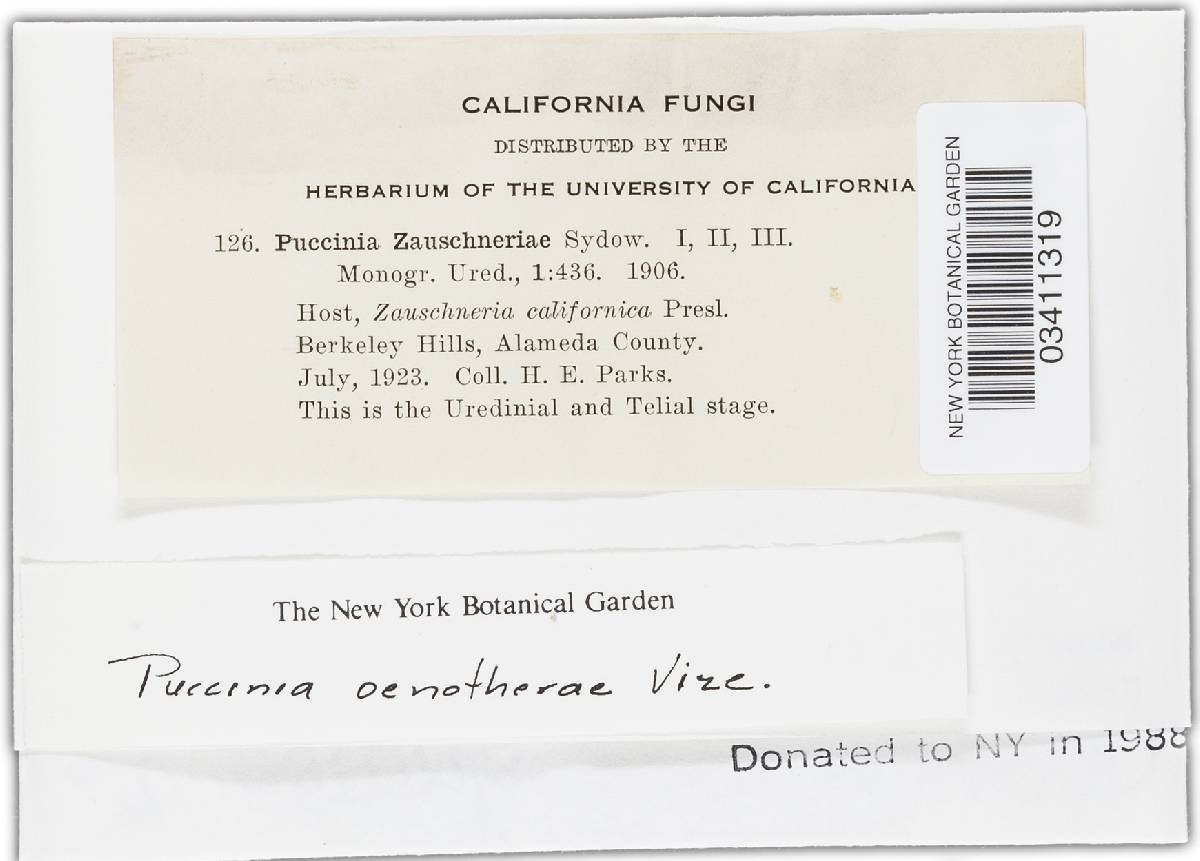 CALIFORNIA FUNGI
DISTRIBUTED BY THE
HERBARIUM OF THE UNIVERSITY OF CALIFORNIA
126. Puccinia Zauschneriae Sydow. I, II, III.
Monogr. Ured., 1:436. 1906.
Host, Zauschneria californica Presl.
Berkeley Hills, Alameda County.
July, 1923. Coll. H. E. Parks.
This is the Uredinial and Telial stage.
NEW YORK BOTANICAL GARDEN
03411319
The New York Botanical Garden
Puccinia oenotherae Vize.
Donated to NY in 1988